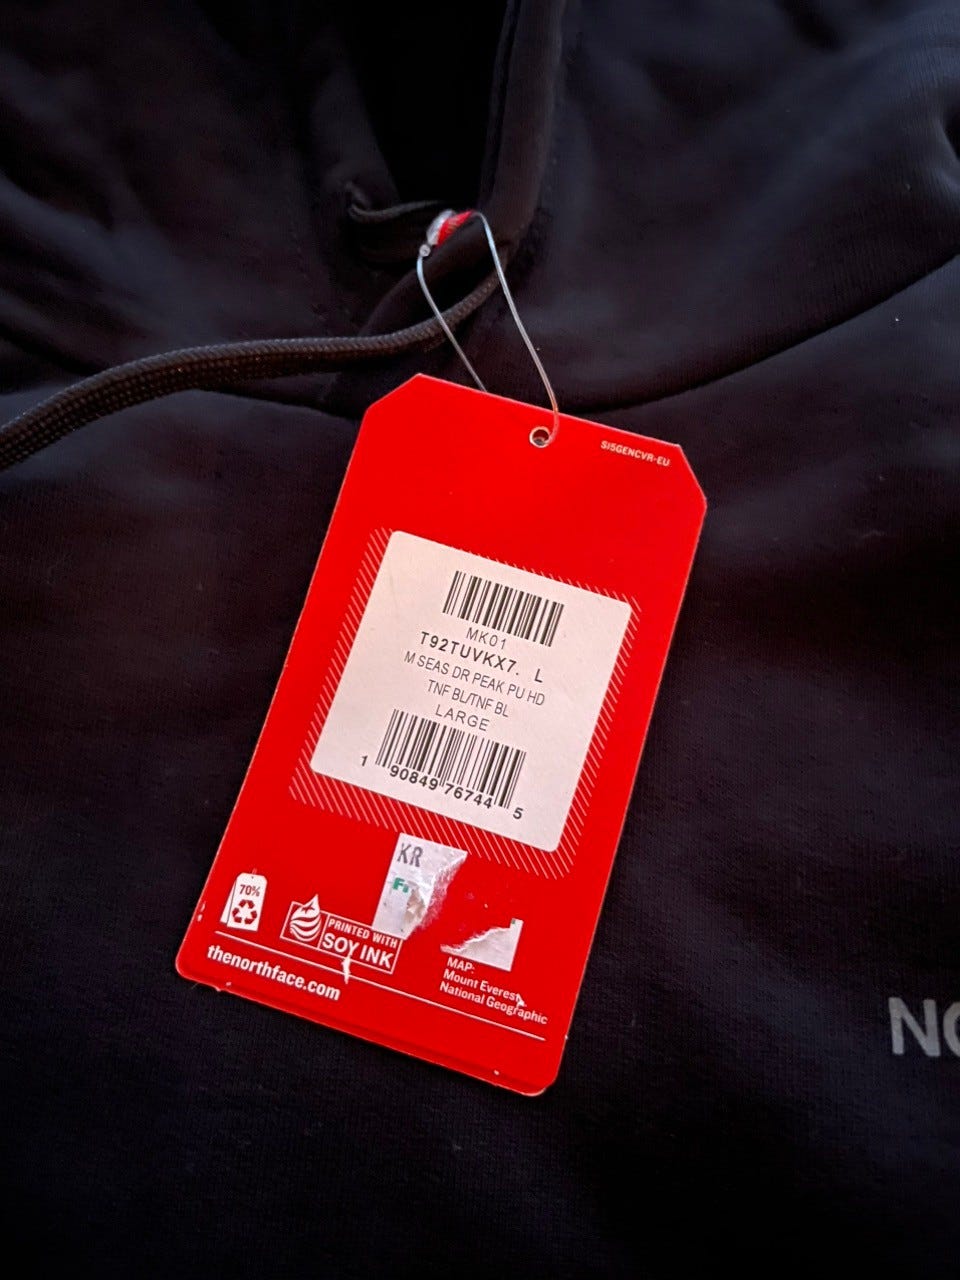 SI5GENCVR-EU
MK01
T92TUVKX7. L
M SEAS DR PEAK PU HD
TNF BL/TNF BL
LARGE
1 90849 76744 5
KR
70%
PRINTED WITH
SOY INK
MAP:
Mount Everest
National Geographic
thenorthface.com